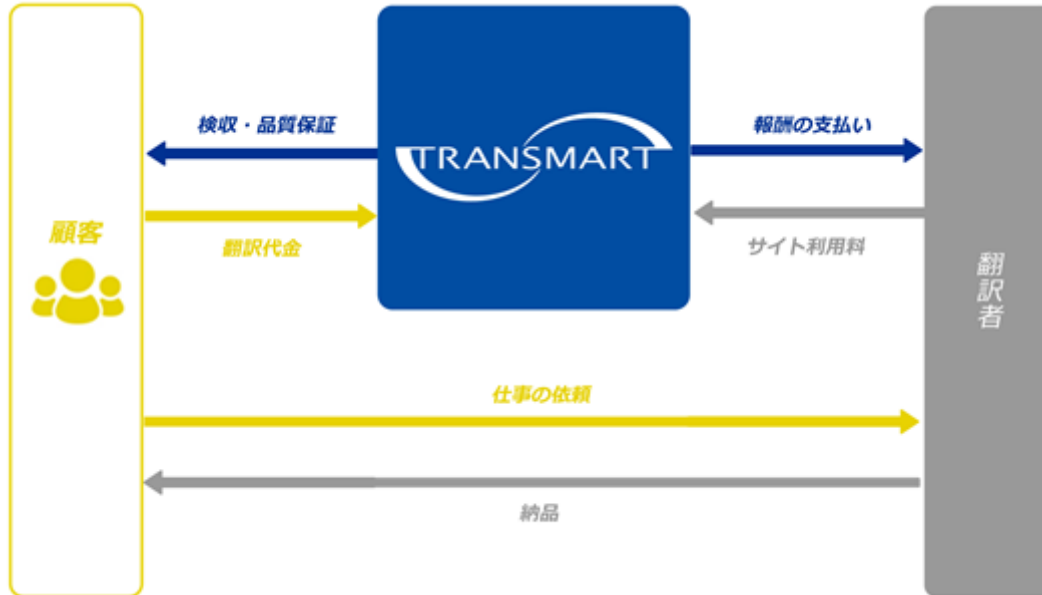 検収・品質保証
TRANSMART
報酬の支払い
顧客
翻訳代金
サイト利用料
翻訳者
仕事の依頼
納品